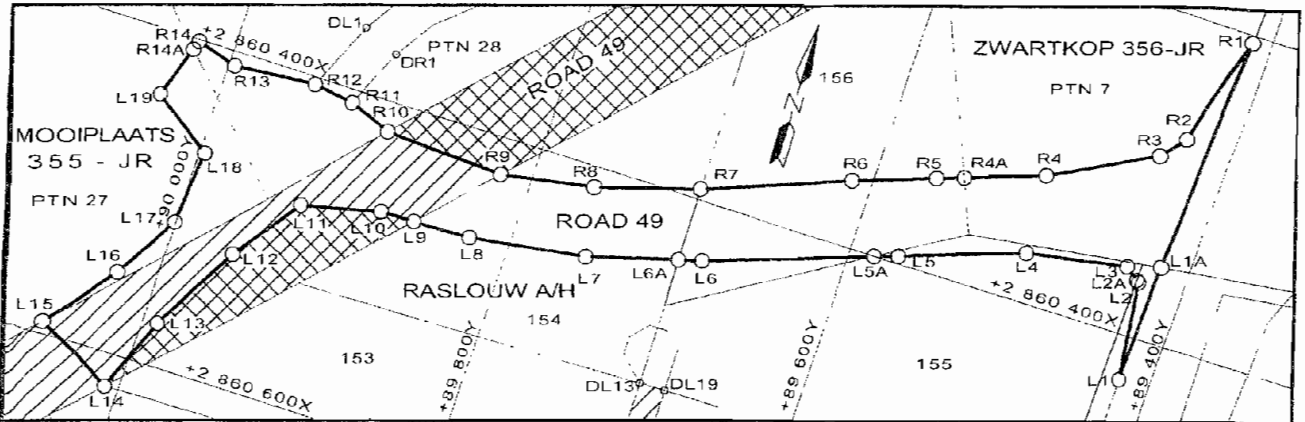 R14
R14A
+2 860 400X
DL1
DR1
PTN 28
ROAD 49
156
N
ZWARTKOP 356-JR
PTN 7
R1
R13
R12
R11
R10
L19
MOOIPLAATS
355 - JR
PTN 27
L18
+90 000Y
L17
R9
R8
R7
R6
R5
R4A
R4
R3
R2
L16
L15
L14
L13
L12
L11
L10
L9
L8
L7
L6A
L6
ROAD 49
L5A
L5
L4
L3
L2A
L2
L1A
L1
RASLOUW A/H
154
153
155
+2 860 600X
+89 800Y
DL13
DL19
+89 600Y
+2 860 400X
+89 400Y